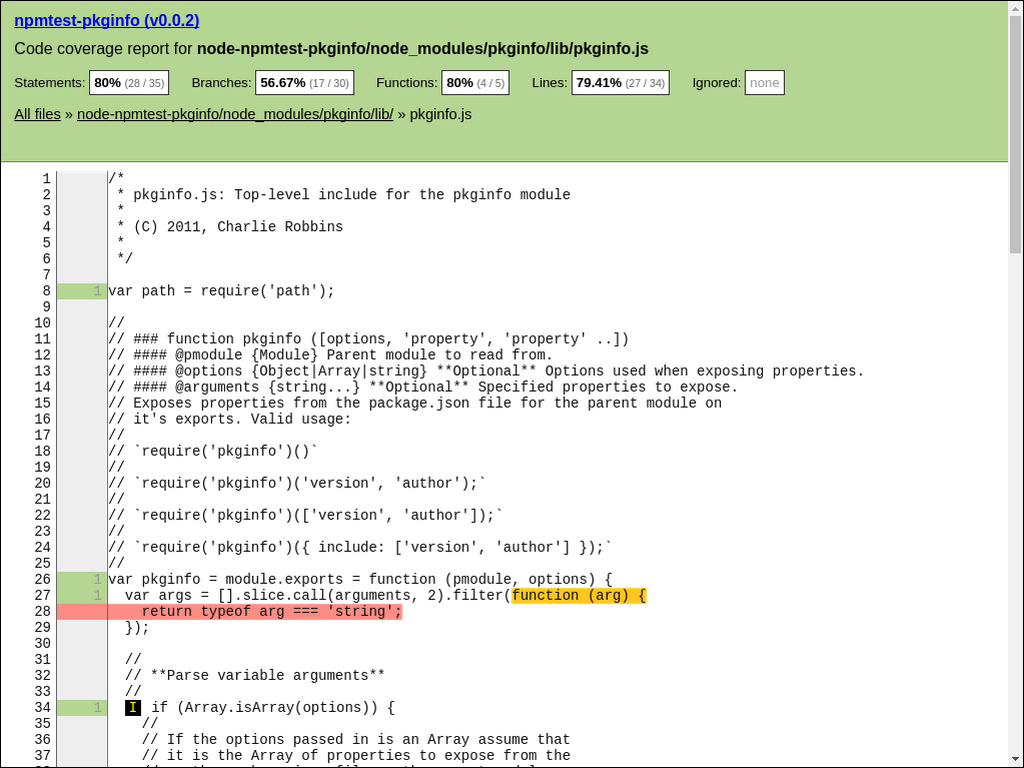 npmtest-pkginfo (v0.0.2)
Code coverage report for node-npmtest-pkginfo/node_modules/pkginfo/lib/pkginfo.js
Statements: 80% (28 / 35) Branches: 56.67% (17 / 30) Functions: 80% (4 / 5) Lines: 79.41% (27 / 34) Ignored: none
All files » node-npmtest-pkginfo/node_modules/pkginfo/lib/ » pkginfo.js
1 /*
2  * pkginfo.js: Top-level include for the pkginfo module
3  *
4  * (C) 2011, Charlie Robbins
5  *
6  */
7
8 1 var path = require('path');
9
10 //
11 // ### function pkginfo ([options, 'property', 'property' ..])
12 // #### @pmodule {Module} Parent module to read from.
13 // #### @options {Object|Array|string} **Optional** Options used when exposing properties.
14 // #### @arguments {string...} **Optional** Specified properties to expose.
15 // Exposes properties from the package.json file for the parent module on
16 // it's exports. Valid usage:
17 //
18 // `require('pkginfo')()`
19 //
20 // `require('pkginfo')('version', 'author');`
21 //
22 // `require('pkginfo')(['version', 'author']);`
23 //
24 // `require('pkginfo')({ include: ['version', 'author'] });`
25 //
26 1 var pkginfo = module.exports = function (pmodule, options) {
27 1   var args = [].slice.call(arguments, 2).filter(function (arg) {
28     return typeof arg === 'string';
29   });
30
31   //
32   // **Parse variable arguments**
33   //
34 1   I if (Array.isArray(options)) {
35     //
36     // If the options passed in is an Array assume that
37     // it is the Array of properties to expose from the